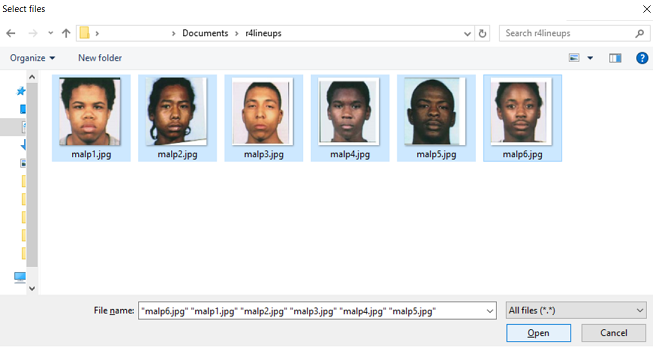 Select files
Documents > r4lineups
Search r4lineups
Organize
New folder
malp1.jpg
malp2.jpg
malp3.jpg
malp4.jpg
malp5.jpg
malp6.jpg
File name: "malp6.jpg" "malp1.jpg" "malp2.jpg" "malp3.jpg" "malp4.jpg" "malp5.jpg"
All files (*.*)
Open
Cancel